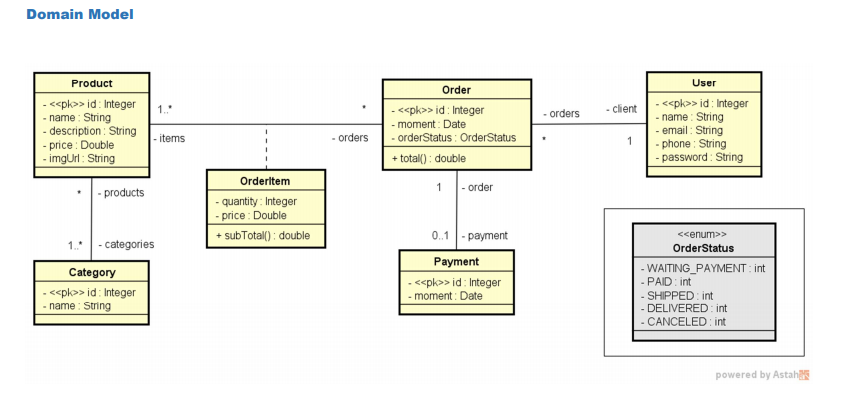 Domain Model
Product
- <<pk>> id : Integer
- name : String
- description : String
- price : Double
- imgUrl : String
1..*
- items
*
- orders
Order
- <<pk>> id : Integer
- moment : Date
- orderStatus : OrderStatus
+ total() : double
- orders
*
- client
1
User
- <<pk>> id : Integer
- name : String
- email : String
- phone : String
- password : String
OrderItem
- quantity : Integer
- price : Double
+ subTotal() : double
* - products
1..* - categories
1 - order
0..1 - payment
Category
- <<pk>> id : Integer
- name : String
Payment
- <<pk>> id : Integer
- moment : Date
<<enum>>
OrderStatus
- WAITING_PAYMENT : int
- PAID : int
- SHIPPED : int
- DELIVERED : int
- CANCELED : int
powered by Astah